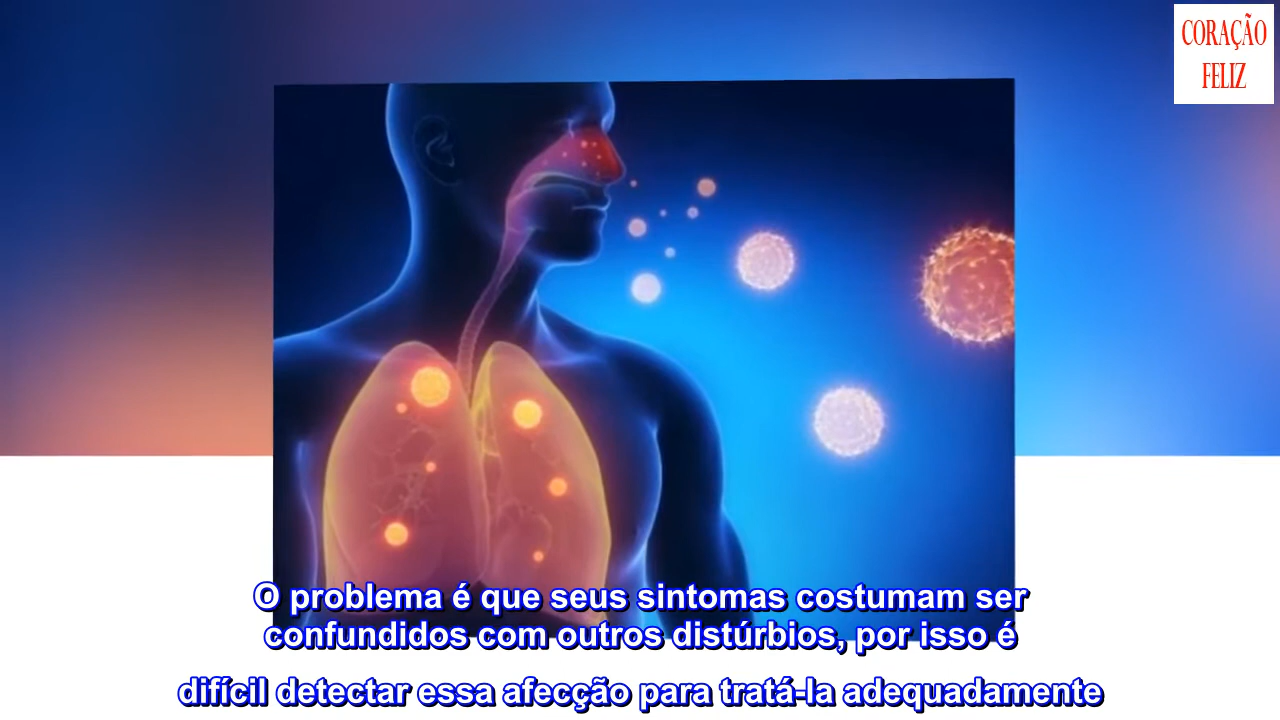 CORAÇÃO
FELIZ
O problema é que seus sintomas costumam ser
confundidos com outros distúrbios, por isso é
difícil detectar essa afecção para tratá-la adequadamente